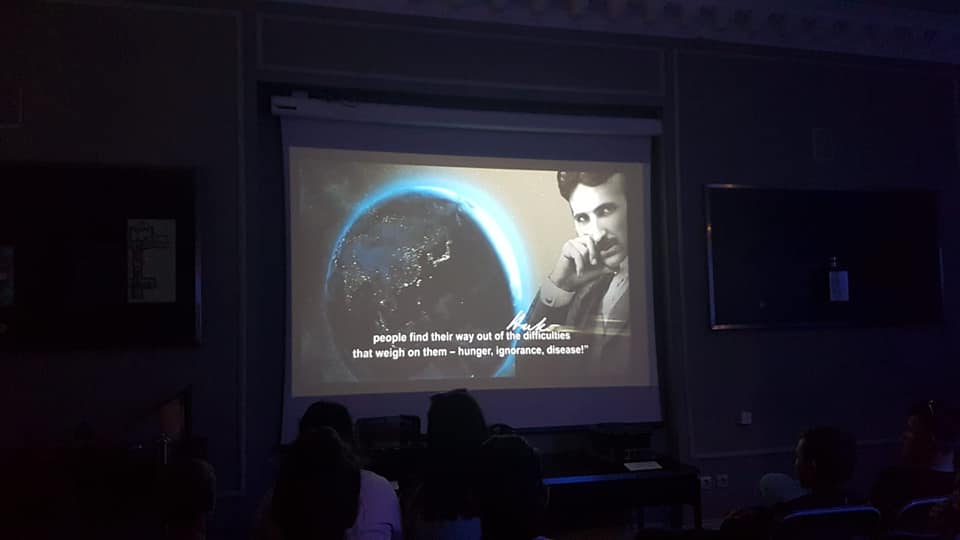 people find their way out of the difficulties
that weigh on them – hunger, ignorance, disease!"